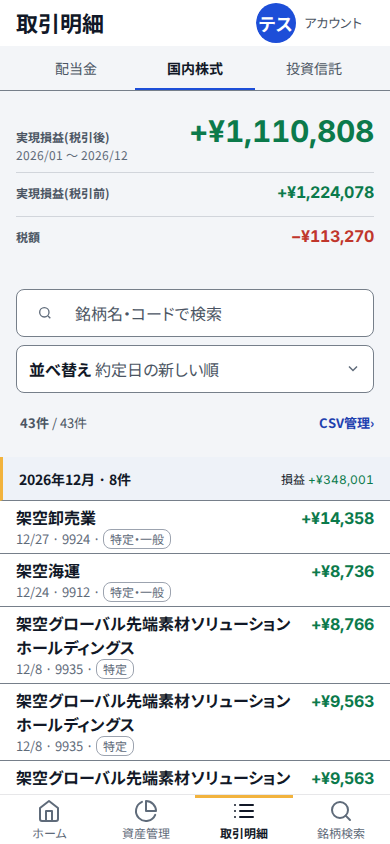 取引明細
テス アカウント
配当金 国内株式 投資信託
実現損益(税引後)
2026/01 〜 2026/12
+¥1,110,808
実現損益(税引前) +¥1,224,078
税額 −¥113,270
銘柄名・コードで検索
並べ替え 約定日の新しい順
43件 / 43件 CSV管理›
2026年12月・8件 損益 +¥348,001
架空卸売業 +¥14,358
12/27・9924・特定・一般
架空海運 +¥8,736
12/24・9912・特定・一般
架空グローバル先端素材ソリューション +¥8,766
ホールディングス
12/8・9935・特定
架空グローバル先端素材ソリューション +¥9,563
ホールディングス
12/8・9935・特定
架空グローバル先端素材ソリューション +¥9,563
ホーム 資産管理 取引明細 銘柄検索